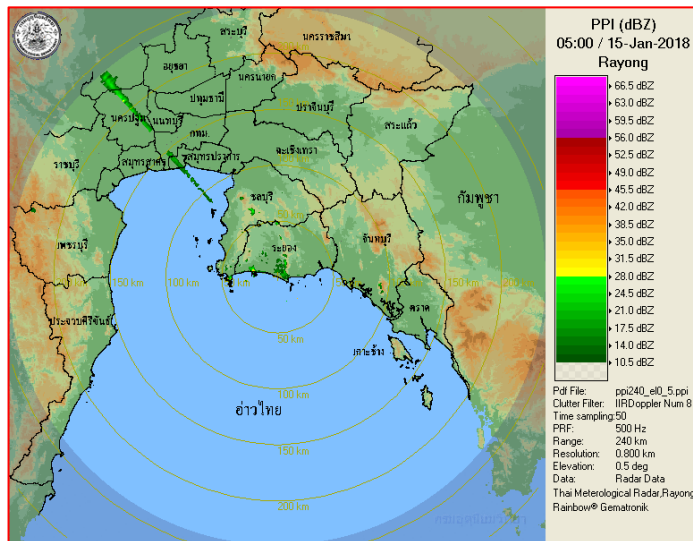 PPI (dBZ)
05:00 / 15-Jan-2018
Rayong
66.5 dBZ
63.0 dBZ
59.5 dBZ
56.0 dBZ
52.5 dBZ
49.0 dBZ
45.5 dBZ
42.0 dBZ
38.5 dBZ
35.0 dBZ
31.5 dBZ
28.0 dBZ
24.5 dBZ
21.0 dBZ
17.5 dBZ
14.0 dBZ
10.5 dBZ
Pdf File: ppi240_el0_5.ppi
Clutter Filter: IIRDoppler Num 8
Time sampling:50
PRF: 500 Hz
Range: 240 km
Resolution: 0.800 km
Elevation: 0.5 deg
Data: Radar Data
Thai Meterological Radar,Rayong
Rainbow® Gematronik
สระบุรี
นครราชสีมา
อยุธยา
นครนายก
ปทุมธานี
ปราจีนบุรี
นครปฐม
นนทบุรี
สระแก้ว
กทม.
ฉะเชิงเทรา
ราชบุรี
สมุทรสาคร
สมุทรปราการ
กัมพูชา
ชลบุรี
เพชรบุรี
ระยอง
จันทบุรี
150 km
100 km
ตราด
ประจวบคีรีขันธ์
50 km
เกาะช้าง
100 km
อ่าวไทย
150 km
200 km